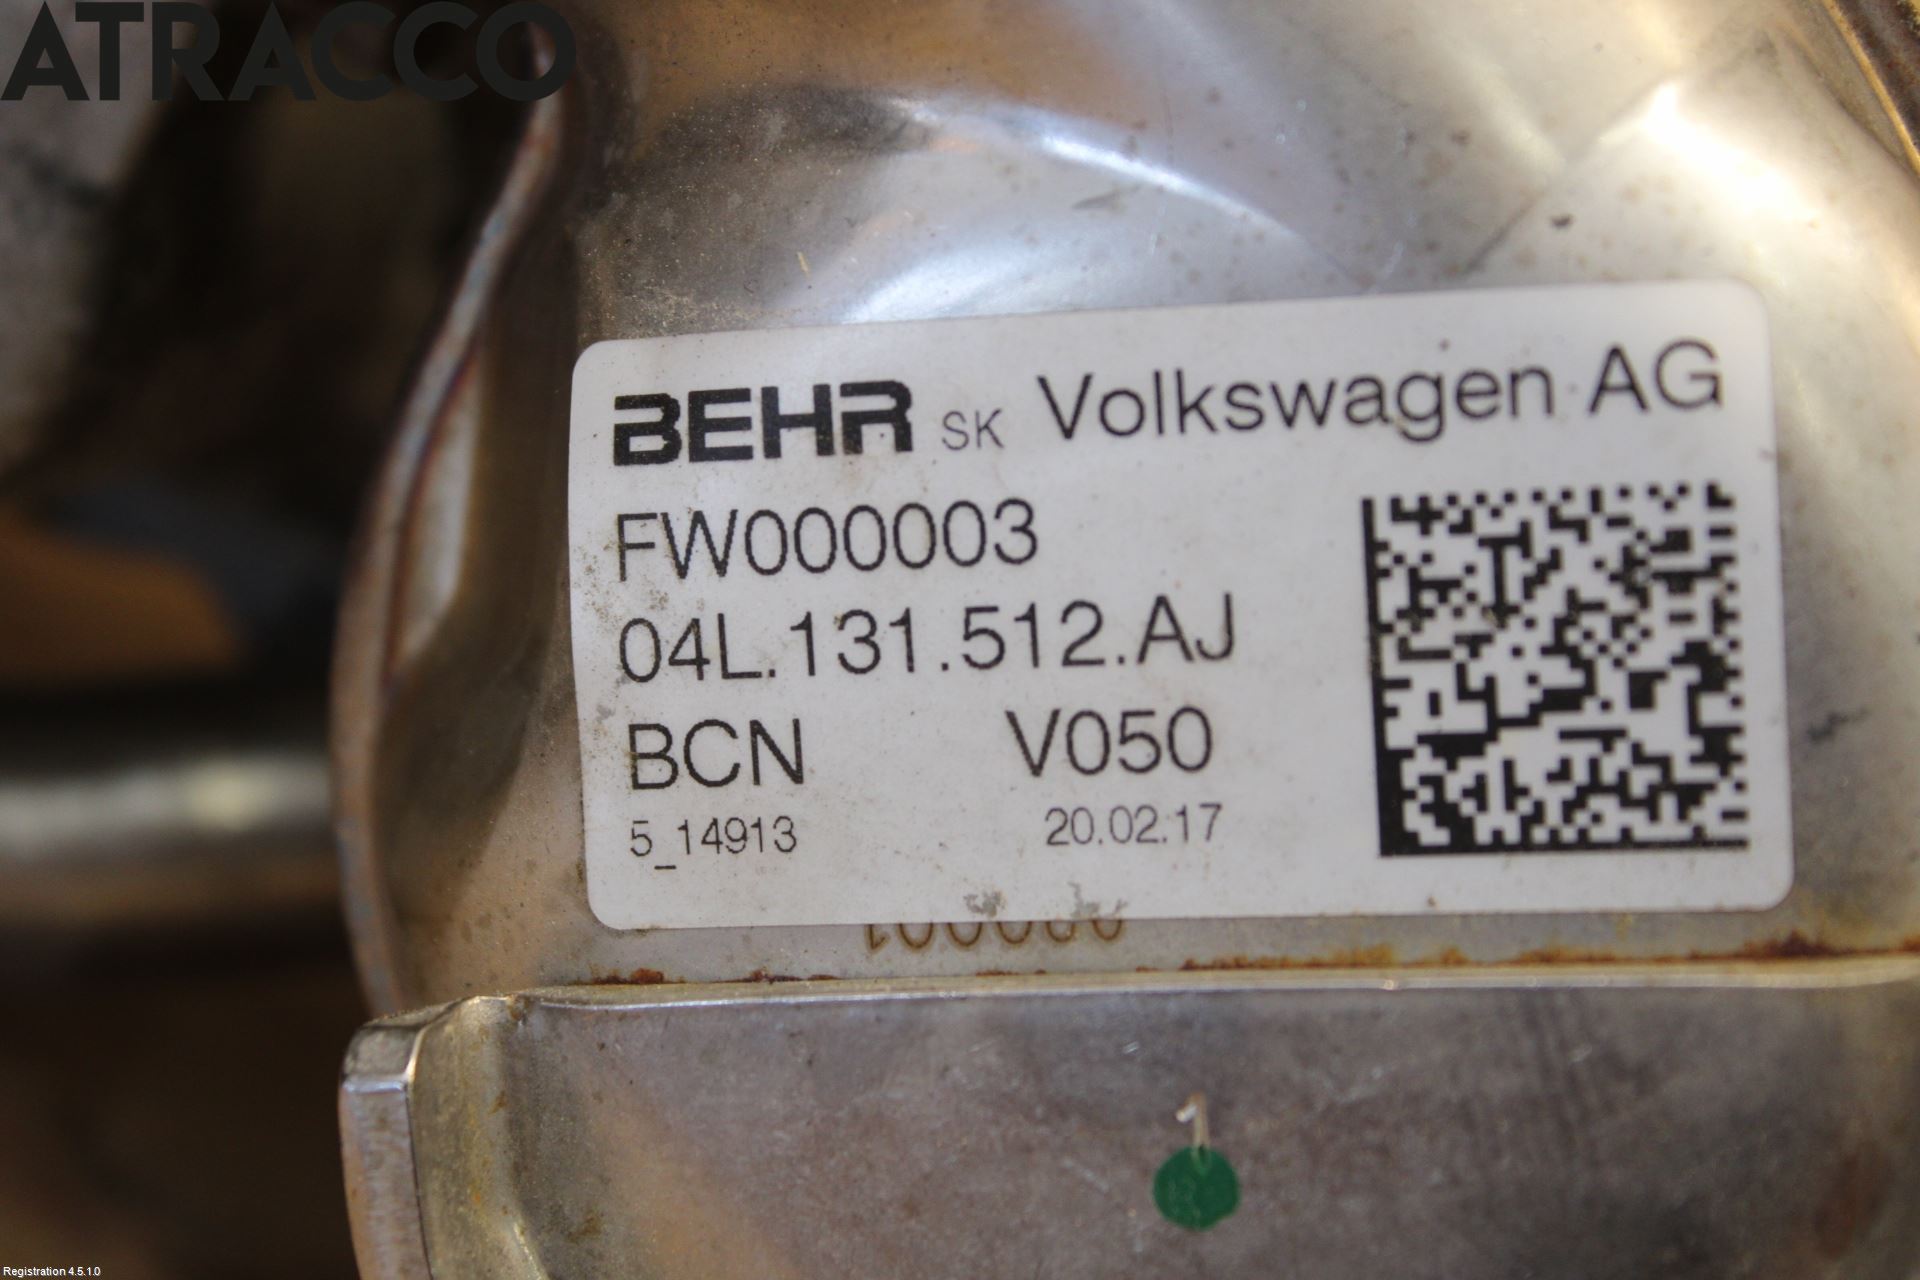 ATRACCO
BEHR SK Volkswagen AG
FW000003
04L.131.512.AJ
BCN V050
5_14913 20.02.17
1
Registration 4.5.1.0